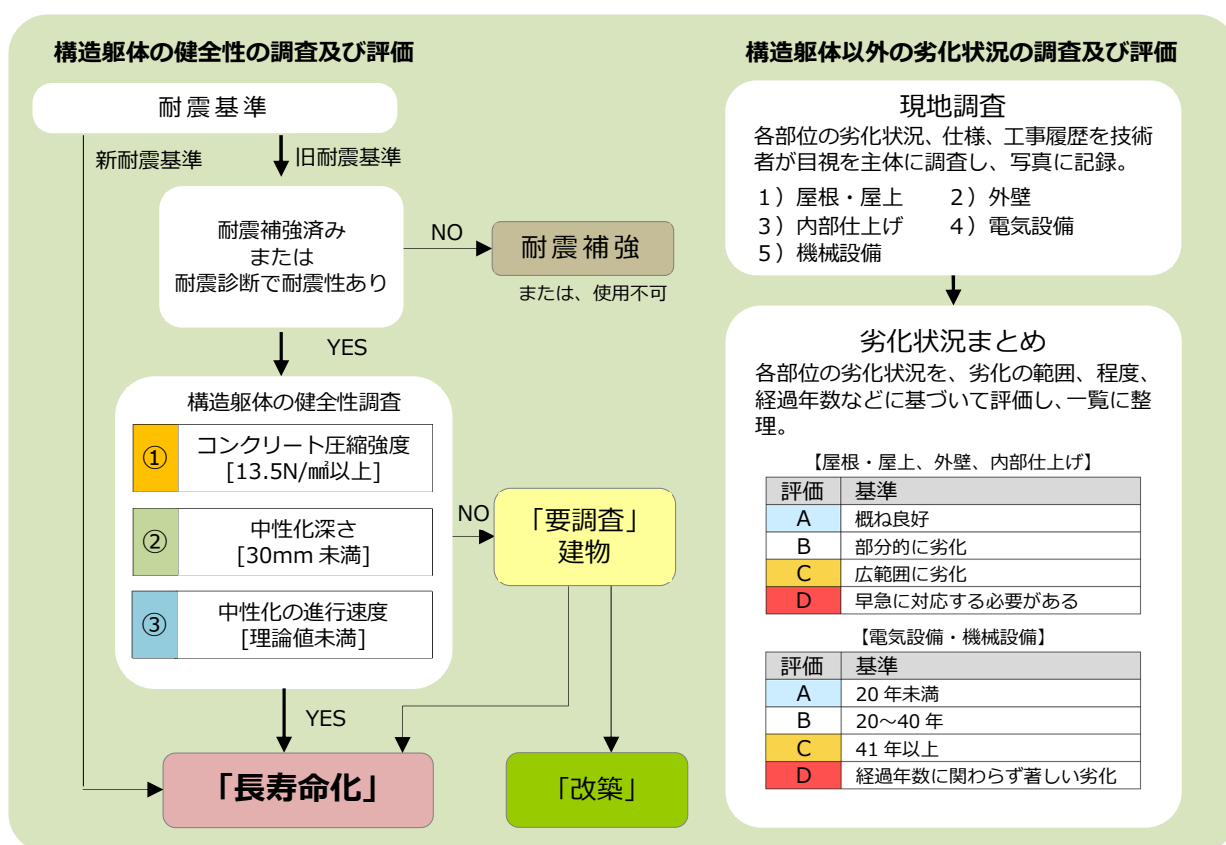 構造躯体の健全性の調査及び評価
耐震基準
新耐震基準
旧耐震基準
耐震補強済み
または
耐震診断で耐震性あり
NO
耐震補強
または、使用不可
YES
構造躯体の健全性調査
① コンクリート圧縮強度
[13.5N/㎟以上]
② 中性化深さ
[30mm 未満]
③ 中性化の進行速度
[理論値未満]
NO
「要調査」
建物
YES
「長寿命化」
「改築」
構造躯体以外の劣化状況の調査及び評価
現地調査
各部位の劣化状況、仕様、工事履歴を技術
者が目視を主体に調査し、写真に記録。
1）屋根・屋上 2）外壁
3）内部仕上げ 4）電気設備
5）機械設備
劣化状況まとめ
各部位の劣化状況を、劣化の範囲、程度、
経過年数などに基づいて評価し、一覧に整
理。
【屋根・屋上、外壁、内部仕上げ】
評価 基準
A 概ね良好
B 部分的に劣化
C 広範囲に劣化
D 早急に対応する必要がある
【電気設備・機械設備】
評価 基準
A 20 年未満
B 20～40 年
C 41 年以上
D 経過年数に関わらず著しい劣化